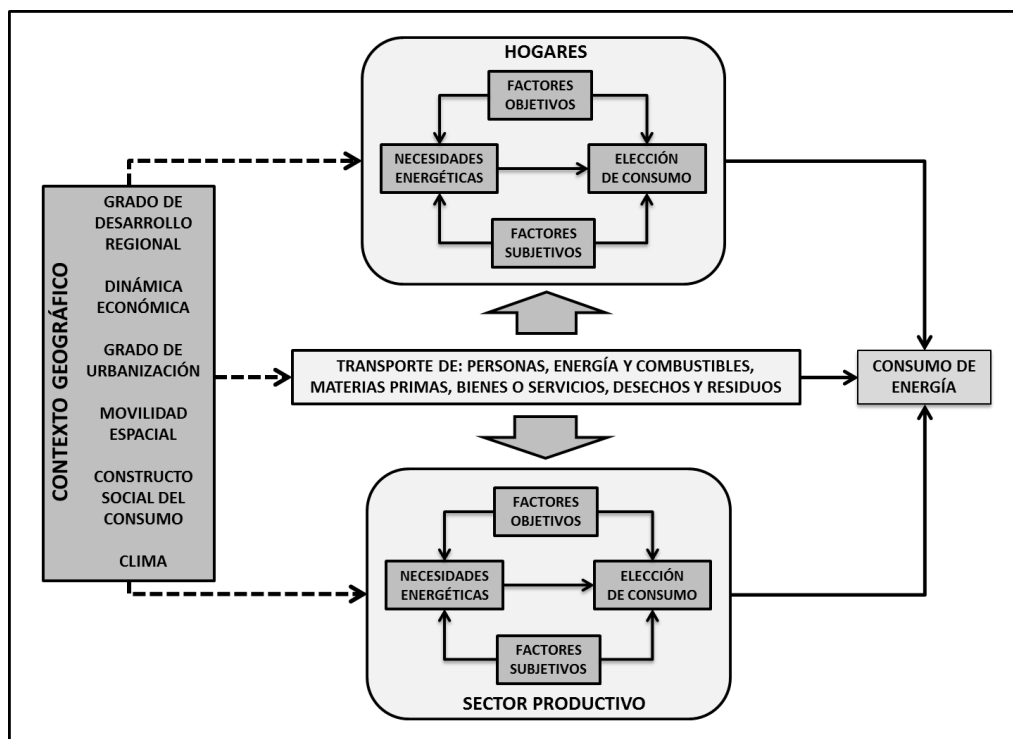 HOGARES
FACTORES
OBJETIVOS
NECESIDADES
ENERGÉTICAS
ELECCIÓN
DE CONSUMO
FACTORES
SUBJETIVOS
CONTEXTO GEOGRÁFICO
GRADO DE
DESARROLLO
REGIONAL
DINÁMICA
ECONÓMICA
GRADO DE
URBANIZACIÓN
MOVILIDAD
ESPACIAL
CONSTRUCTO
SOCIAL DEL
CONSUMO
CLIMA
TRANSPORTE DE: PERSONAS, ENERGÍA Y COMBUSTIBLES,
MATERIAS PRIMAS, BIENES O SERVICIOS, DESECHOS Y RESIDUOS
CONSUMO DE
ENERGÍA
FACTORES
OBJETIVOS
NECESIDADES
ENERGÉTICAS
ELECCIÓN
DE CONSUMO
FACTORES
SUBJETIVOS
SECTOR PRODUCTIVO